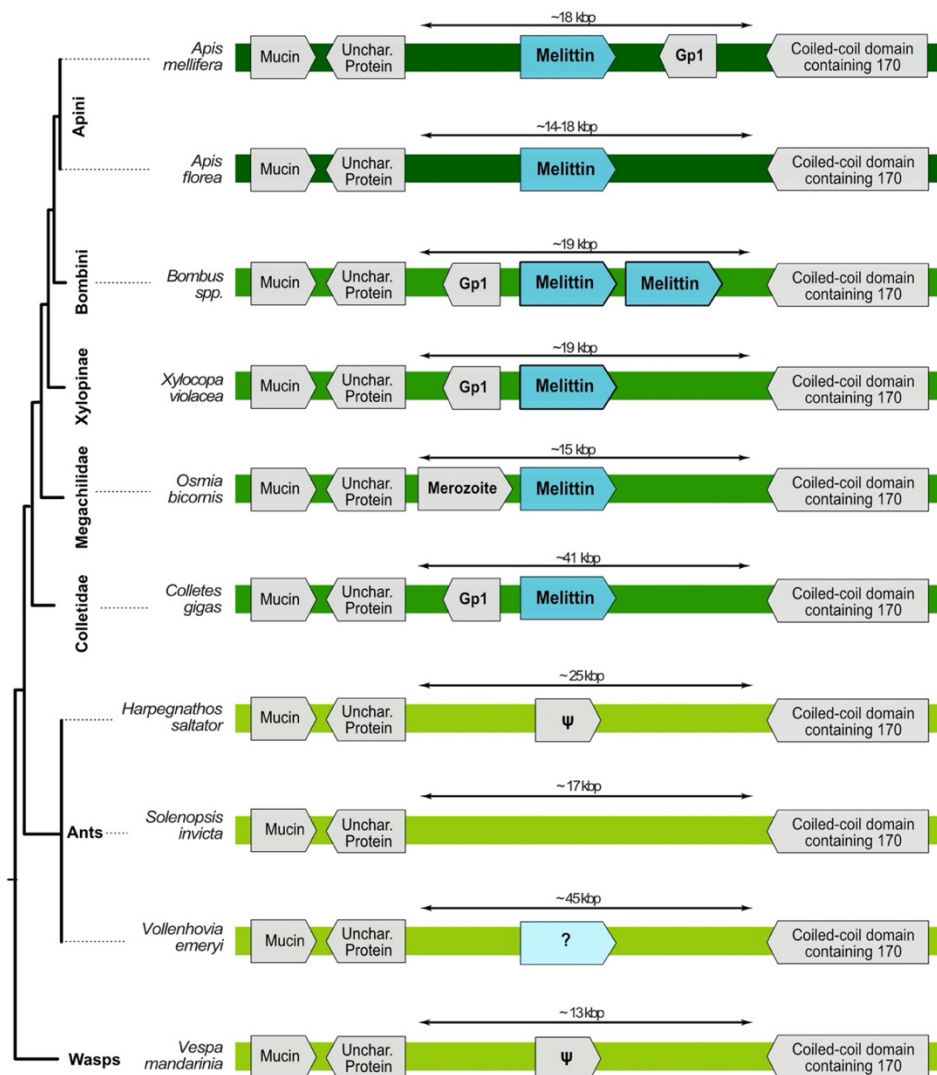 ~18 kbp
Apis
mellifera
Mucin
Unchar.
Protein
Melittin
Gp1
Coiled-coil domain
containing 170
Apini
~14-18 kbp
Apis
florea
Mucin
Unchar.
Protein
Melittin
Coiled-coil domain
containing 170
Bombini
~19 kbp
Bombus
spp.
Mucin
Unchar.
Protein
Gp1
Melittin
Melittin
Coiled-coil domain
containing 170
Xylopinae
~19 kbp
Xylocopa
violacea
Mucin
Unchar.
Protein
Gp1
Melittin
Coiled-coil domain
containing 170
Megachilidae
~15 kbp
Osmia
bicornis
Mucin
Unchar.
Protein
Merozoite
Melittin
Coiled-coil domain
containing 170
Colletidae
~41 kbp
Colletes
gigas
Mucin
Unchar.
Protein
Gp1
Melittin
Coiled-coil domain
containing 170
~25 kbp
Harpegnathos
saltator
Mucin
Unchar.
Protein
ψ
Coiled-coil domain
containing 170
Ants
~17 kbp
Solenopsis
invicta
Mucin
Unchar.
Protein
Coiled-coil domain
containing 170
~45 kbp
Vollenhovia
emeryi
Mucin
Unchar.
Protein
?
Coiled-coil domain
containing 170
Wasps
~13 kbp
Vespa
mandarinia
Mucin
Unchar.
Protein
ψ
Coiled-coil domain
containing 170